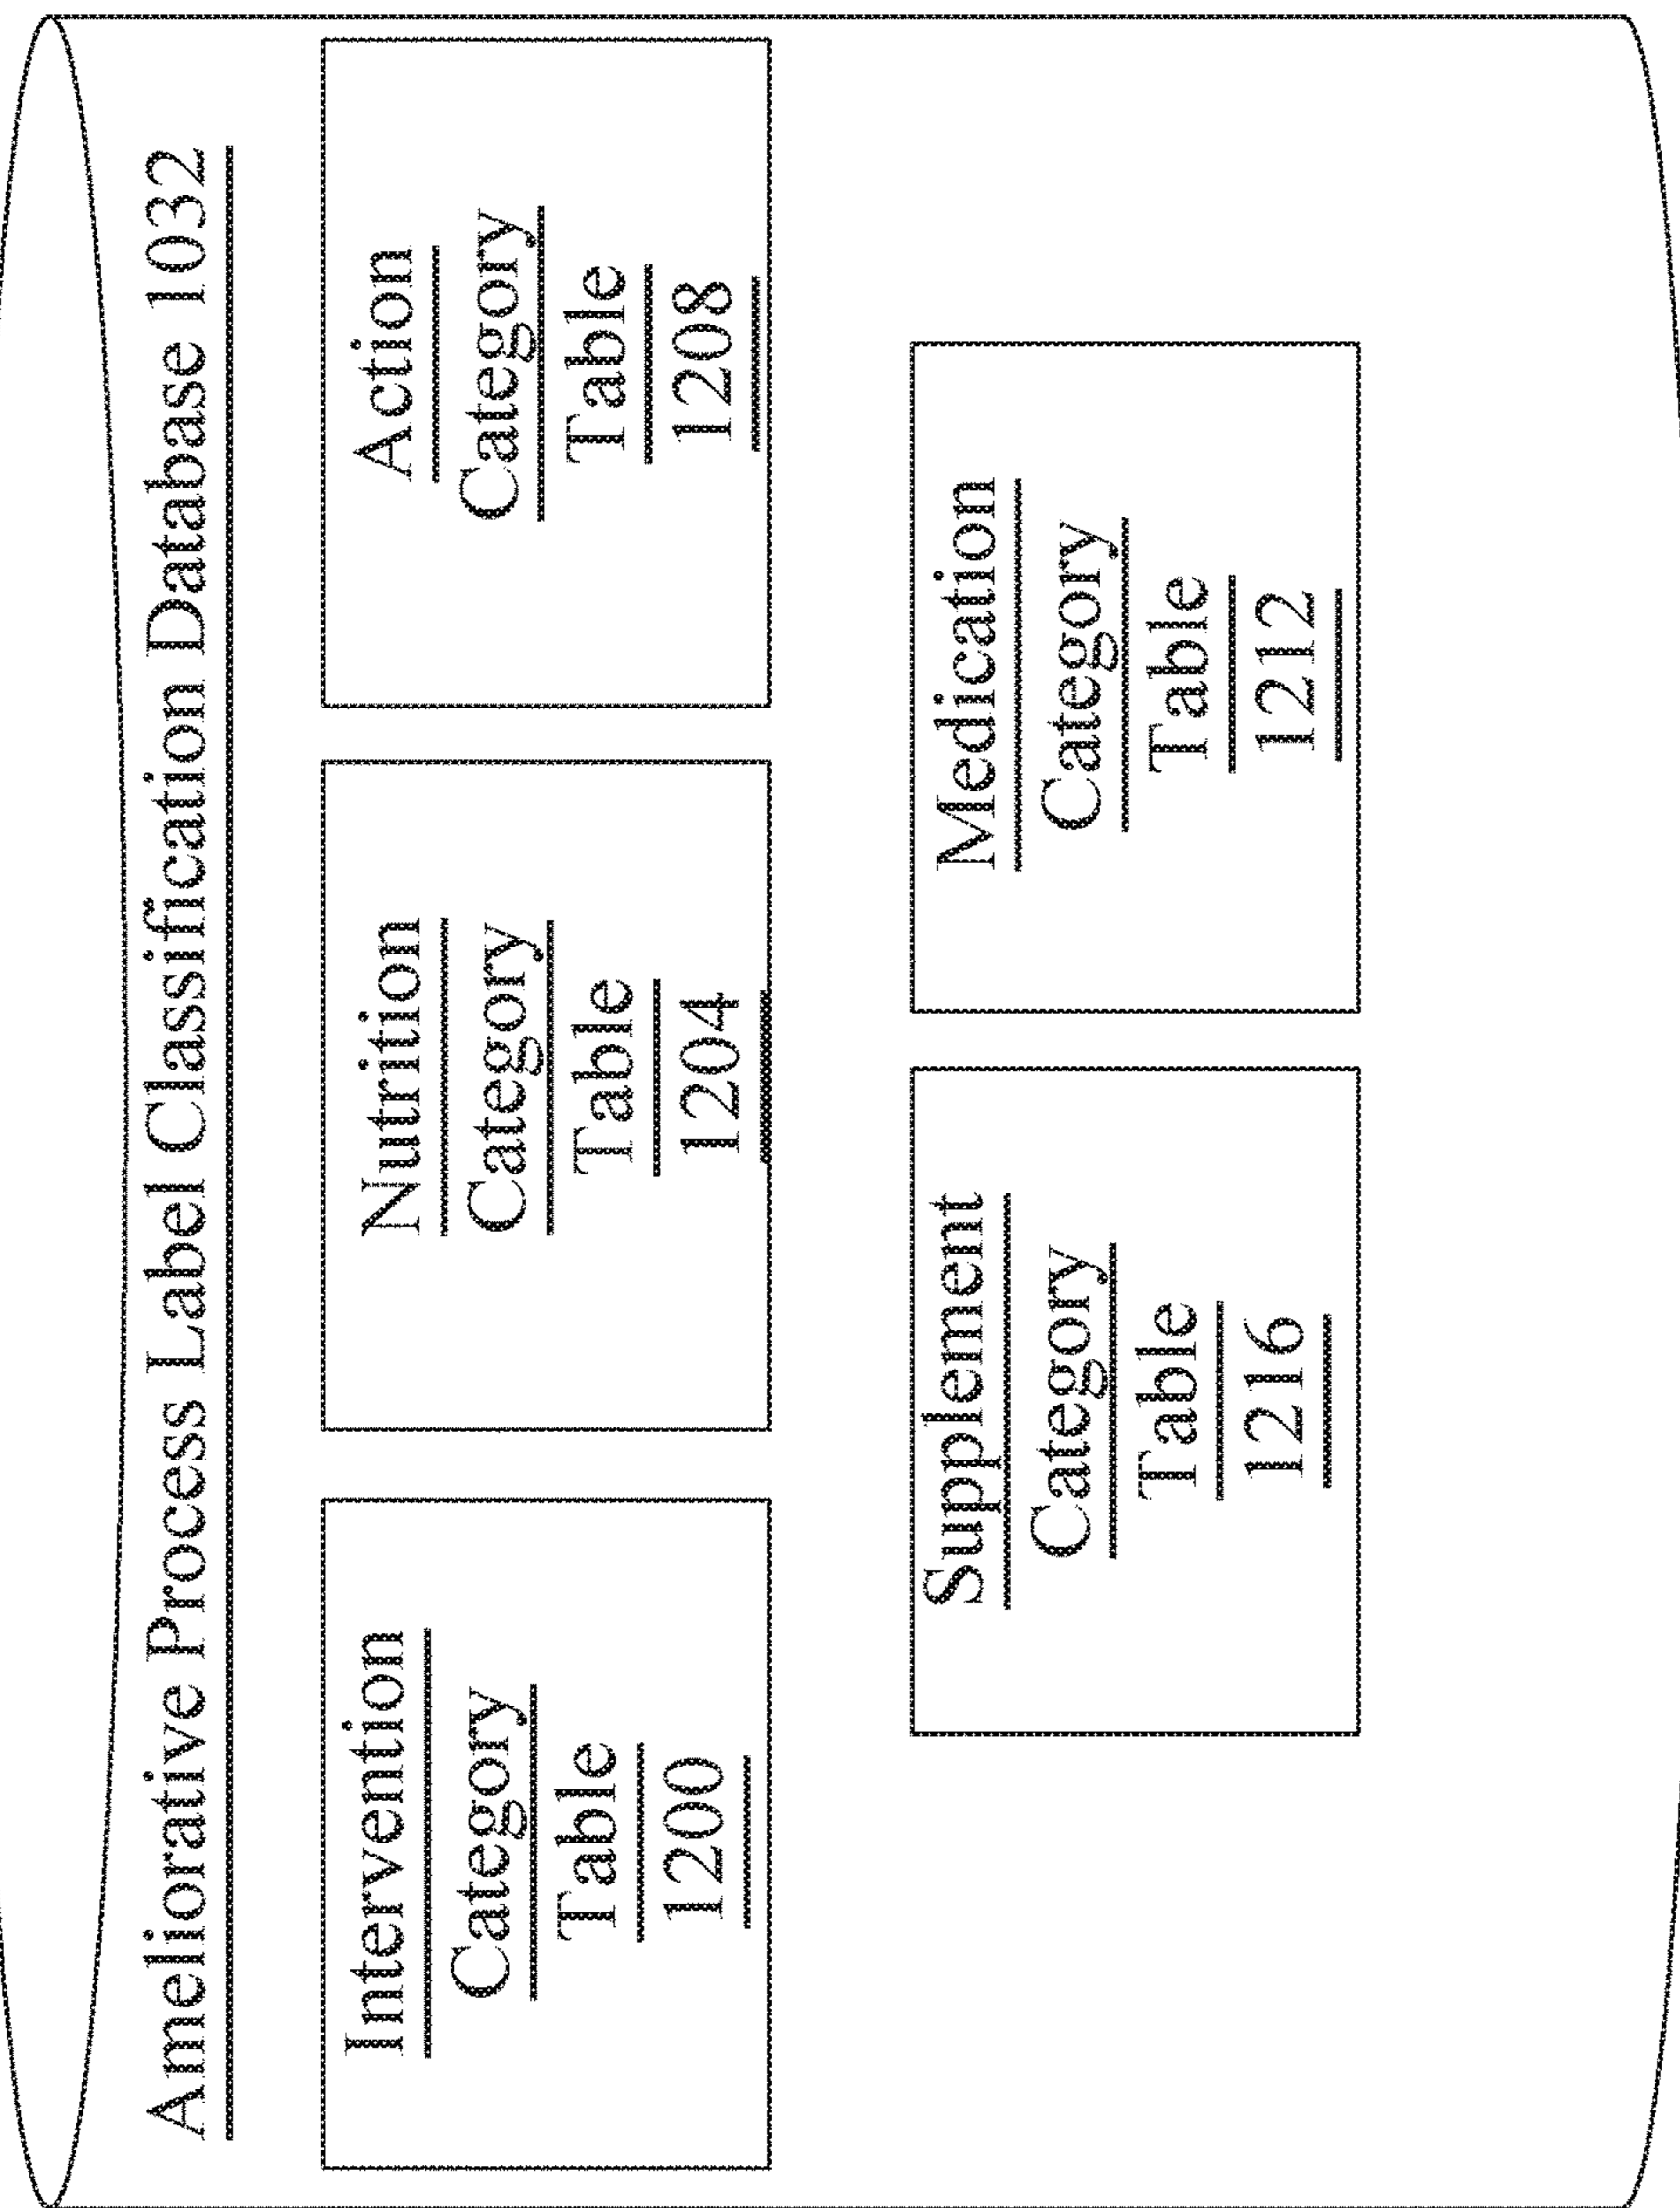 Ameliorative Process Label Classification Database 1032
Intervention
Category
Table
1200
Nutrition
Category
Table
1204
Action
Category
Table
1208
Supplement
Category
Table
1216
Medication
Category
Table
1212